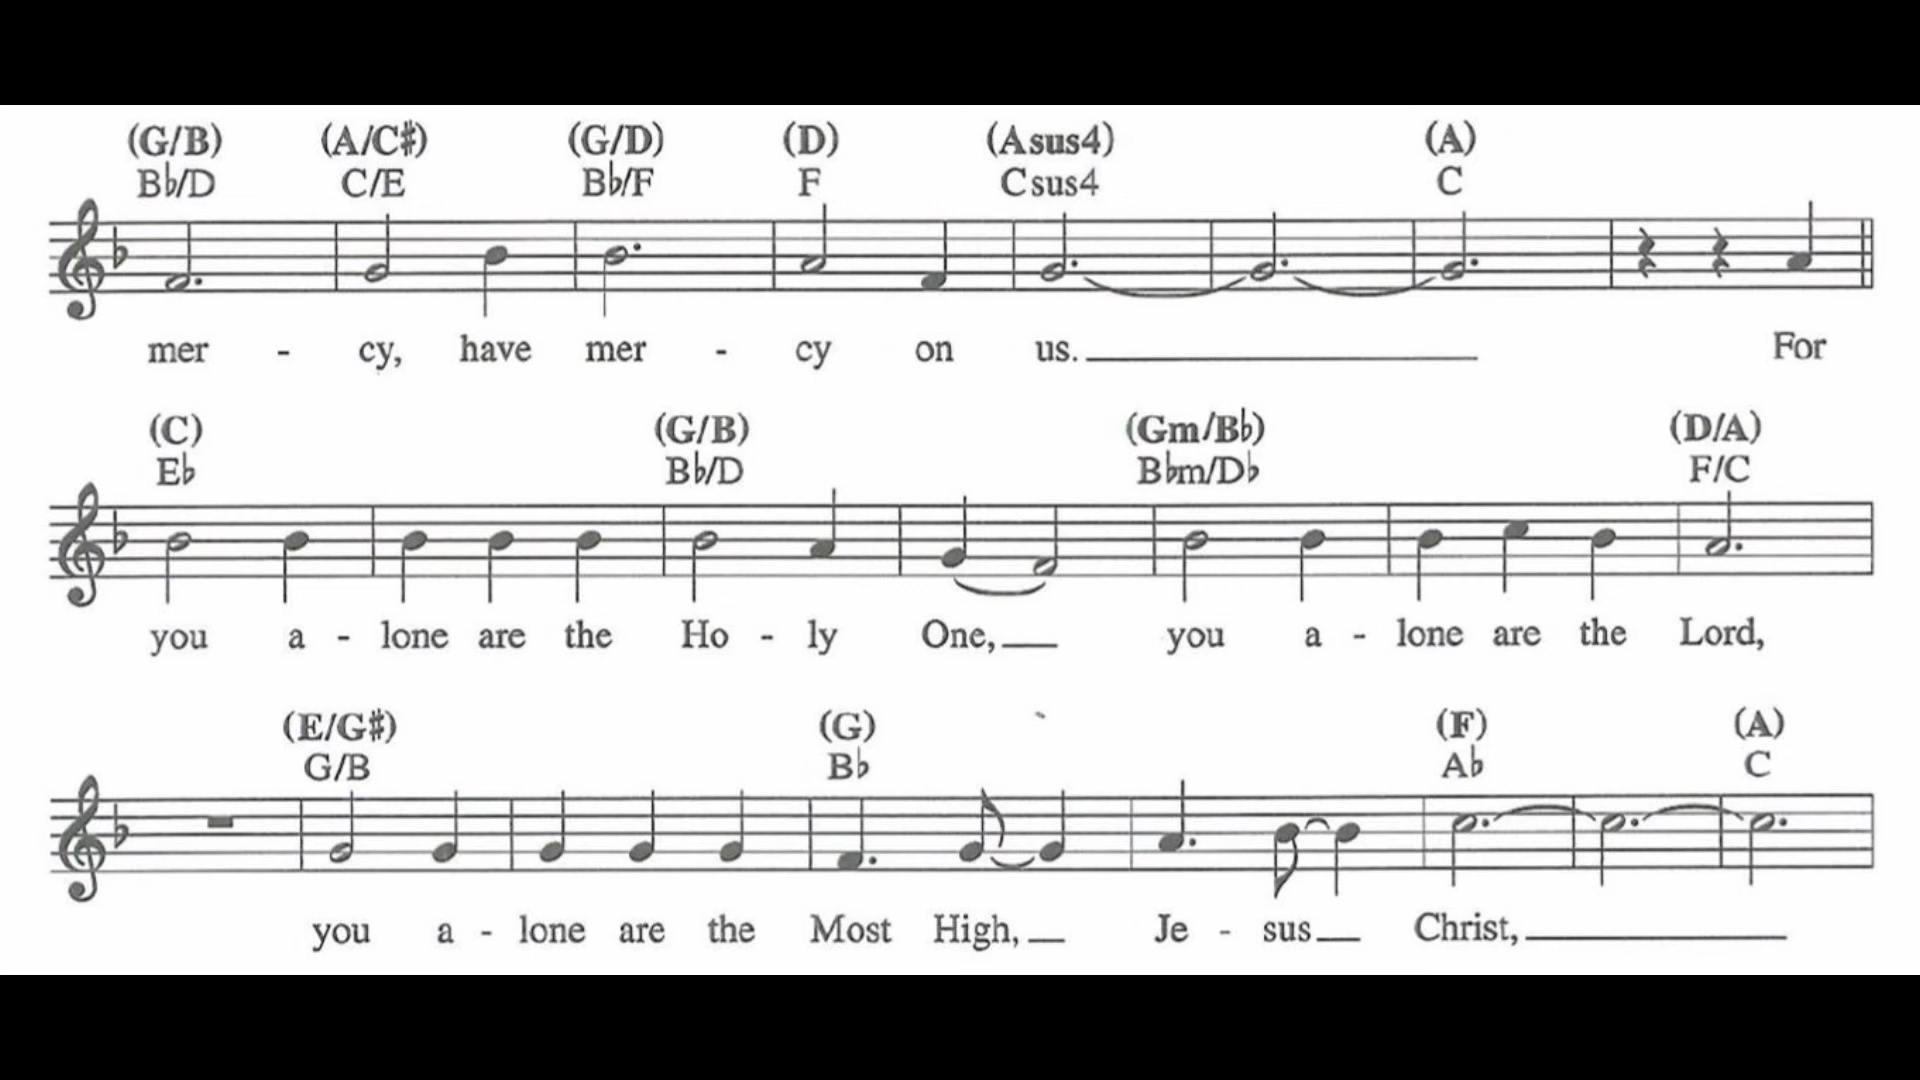 (G/B) (A/C♯) (G/D) (D) (Asus4) (A)
B♭/D C/E B♭/F F Csus4 C
mer - cy, have mer - cy on us. For
(C) (G/B) (Gm/B♭) (D/A)
E♭ B♭/D B♭m/D♭ F/C
you a - lone are the Ho - ly One, you a - lone are the Lord,
(E/G♯) (G) (F) (A)
G/B B♭ A♭ C
you a - lone are the Most High, Je - sus Christ,